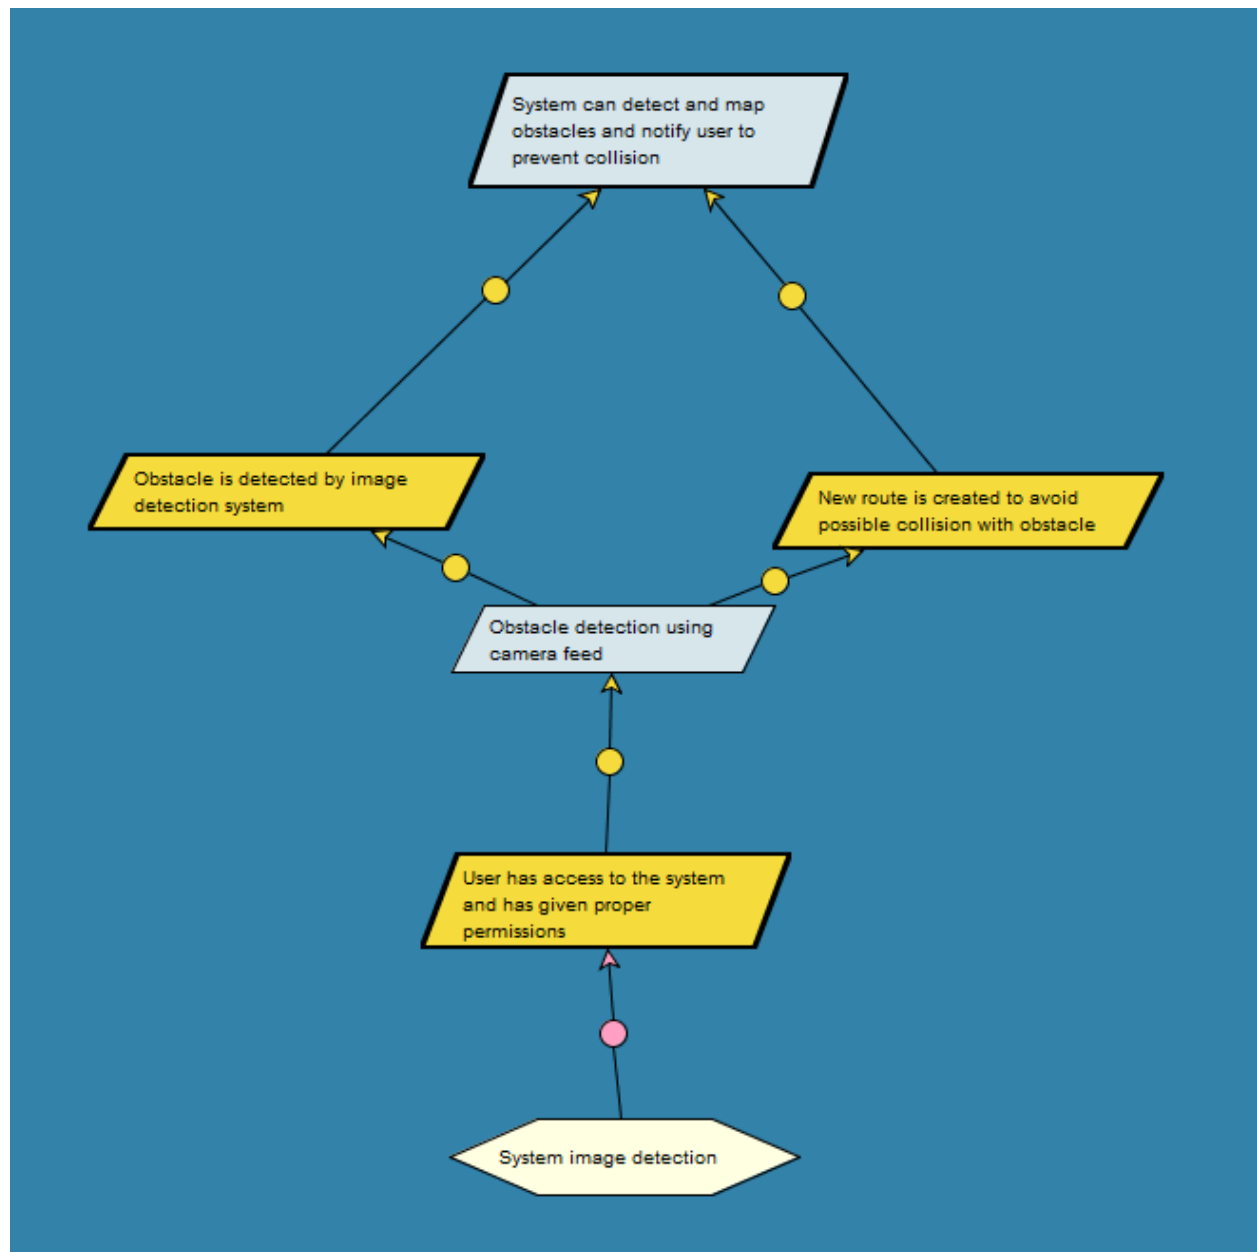 System can detect and map
obstacles and notify user to
prevent collision
Obstacle is detected by image
detection system
New route is created to avoid
possible collision with obstacle
Obstacle detection using
camera feed
User has access to the system
and has given proper
permissions
System image detection